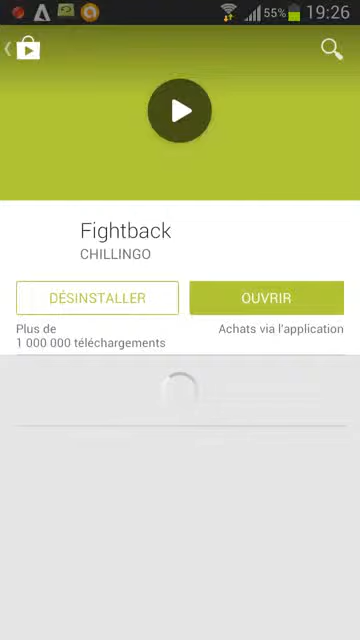 55% 19:26
Fightback
CHILLINGO
DÉSINSTALLER
OUVRIR
Plus de
1 000 000 téléchargements
Achats via l'application